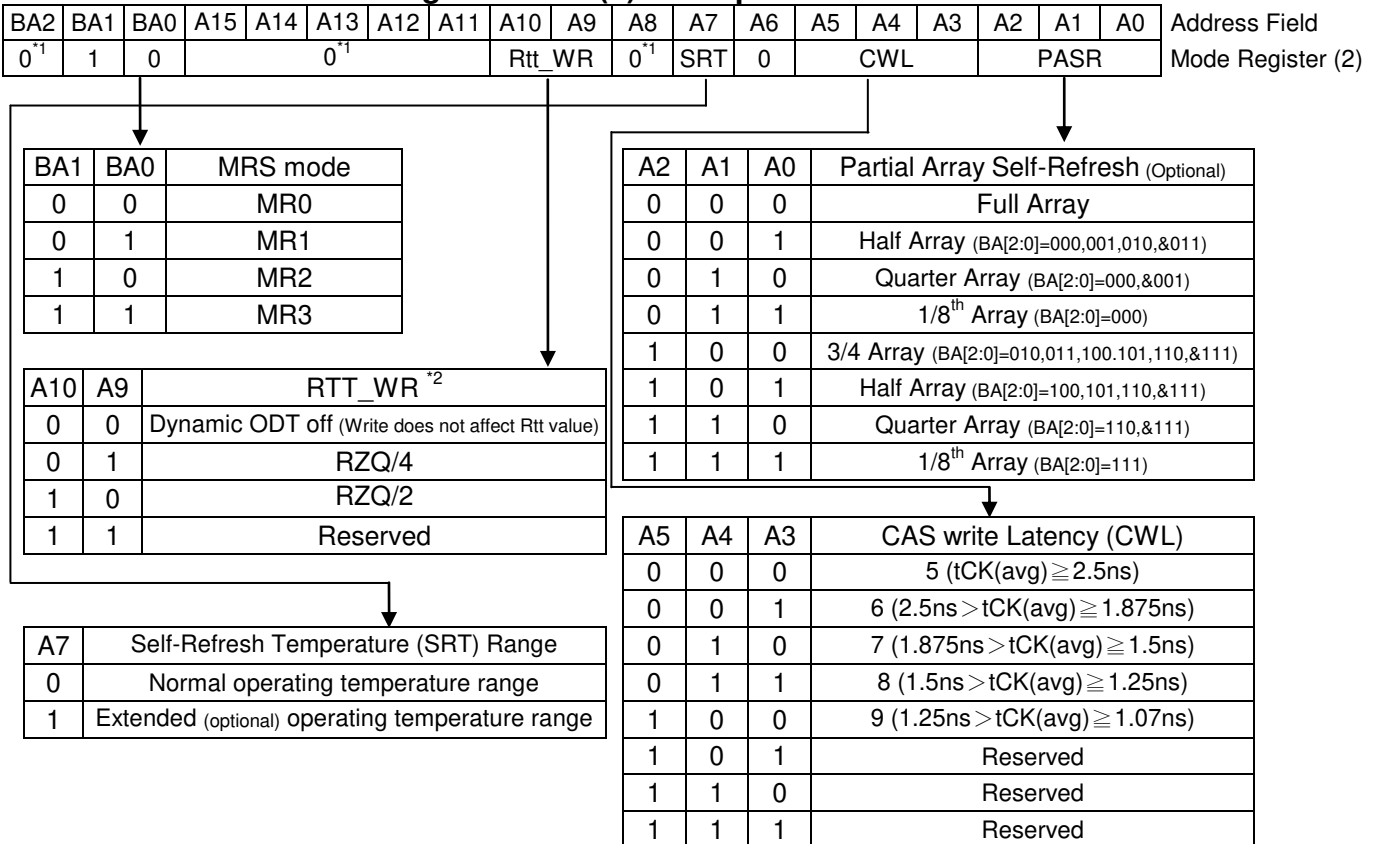 BA2 BA1 BA0 A15 A14 A13 A12 A11 A10 A9 A8 A7 A6 A5 A4 A3 A2 A1 A0 Address Field
0*1 1 0 0*1 Rtt_WR 0*1 SRT 0 CWL PASR Mode Register (2)
BA1 BA0 MRS mode
0 0 MR0
0 1 MR1
1 0 MR2
1 1 MR3
A2 A1 A0 Partial Array Self-Refresh (Optional)
0 0 0 Full Array
0 0 1 Half Array (BA[2:0]=000,001,010,&011)
0 1 0 Quarter Array (BA[2:0]=000,&001)
0 1 1 1/8th Array (BA[2:0]=000)
1 0 0 3/4 Array (BA[2:0]=010,011,100.101,110,&111)
1 0 1 Half Array (BA[2:0]=100,101,110,&111)
1 1 0 Quarter Array (BA[2:0]=110,&111)
1 1 1 1/8th Array (BA[2:0]=111)
A10 A9 RTT_WR *2
0 0 Dynamic ODT off (Write does not affect Rtt value)
0 1 RZQ/4
1 0 RZQ/2
1 1 Reserved
A5 A4 A3 CAS write Latency (CWL)
0 0 0 5 (tCK(avg)≧2.5ns)
0 0 1 6 (2.5ns>tCK(avg)≧1.875ns)
0 1 0 7 (1.875ns>tCK(avg)≧1.5ns)
0 1 1 8 (1.5ns>tCK(avg)≧1.25ns)
1 0 0 9 (1.25ns>tCK(avg)≧1.07ns)
1 0 1 Reserved
1 1 0 Reserved
1 1 1 Reserved
A7 Self-Refresh Temperature (SRT) Range
0 Normal operating temperature range
1 Extended (optional) operating temperature range